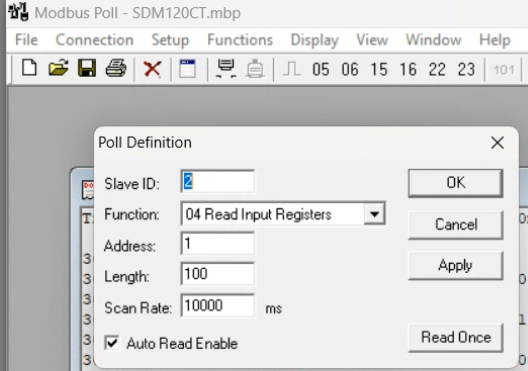 Modbus Poll - SDM120CT.mbp
File Connection Setup Functions Display View Window Help
05 06 15 16 22 23 101
Poll Definition
Slave ID: 2
OK
Function: 04 Read Input Registers
Cancel
Address: 1
Apply
Length: 100
Scan Rate: 10000 ms
Auto Read Enable
Read Once